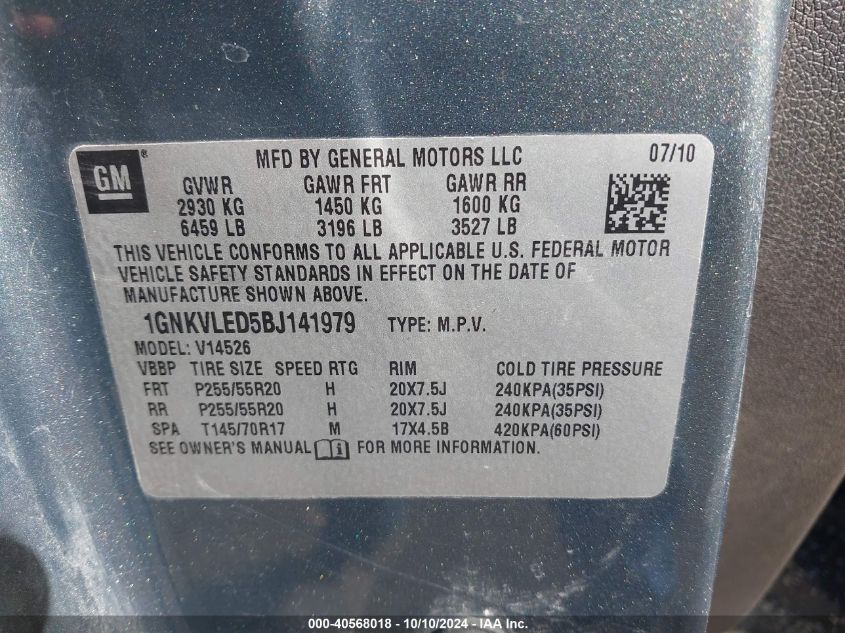 GM ®
MFD BY GENERAL MOTORS LLC 07/10
GVWR GAWR FRT GAWR RR
2930 KG 1450 KG 1600 KG
6459 LB 3196 LB 3527 LB
THIS VEHICLE CONFORMS TO ALL APPLICABLE U.S. FEDERAL MOTOR
VEHICLE SAFETY STANDARDS IN EFFECT ON THE DATE OF
MANUFACTURE SHOWN ABOVE.
1GNKVLED5BJ141979 TYPE: M.P.V.
MODEL: V14526
VBBP TIRE SIZE SPEED RTG RIM COLD TIRE PRESSURE
FRT P255/55R20 H 20X7.5J 240KPA(35PSI)
RR P255/55R20 H 20X7.5J 240KPA(35PSI)
SPA T145/70R17 M 17X4.5B 420KPA(60PSI)
SEE OWNER'S MANUAL i FOR MORE INFORMATION.
000-40568018 - 10/10/2024 - IAA Inc.